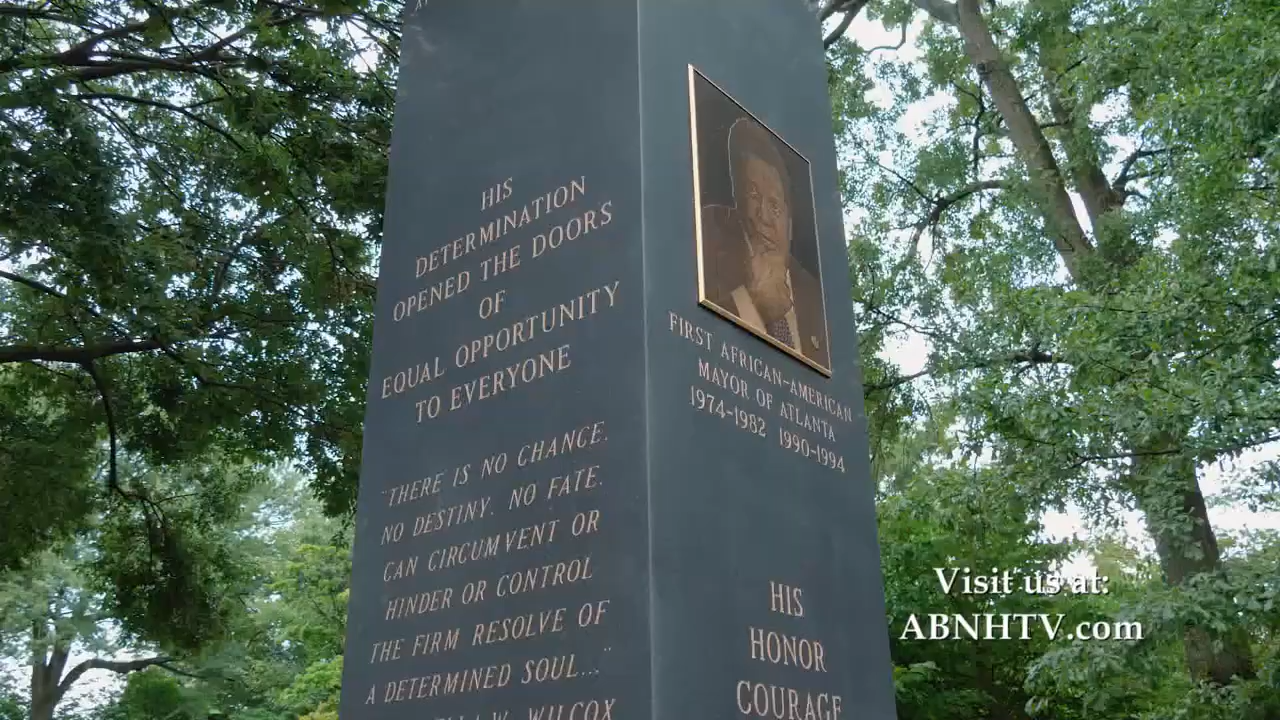 HIS
DETERMINATION
OPENED THE DOORS
OF
EQUAL OPPORTUNITY
TO EVERYONE
"THERE IS NO CHANCE.
NO DESTINY. NO FATE.
CAN CIRCUMVENT OR
HINDER OR CONTROL
THE FIRM RESOLVE OF
A DETERMINED SOUL..."
WILCOX
FIRST AFRICAN-AMERICAN
MAYOR OF ATLANTA
1974-1982 1990-1994
HIS
HONOR
COURAGE
Visit us at:
ABNHTV.com